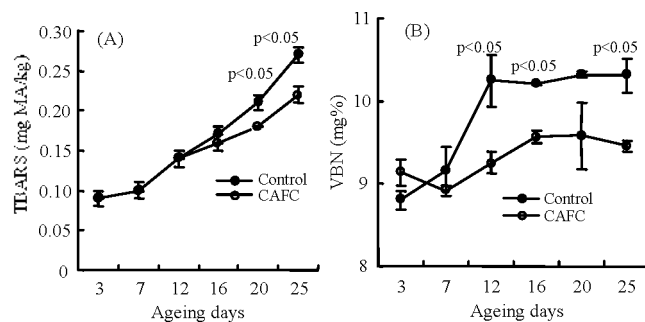 (A)
TBARS (mg MA/kg)
0.30
0.25
0.20
0.15
0.10
0.05
0
p<0.05
p<0.05
Control
CAFC
3 7 12 16 20 25
Ageing days
(B)
VBN (mg%)
11
10
9
8
p<0.05
p<0.05
p<0.05
Control
CAFC
3 7 12 16 20 25
Ageing days